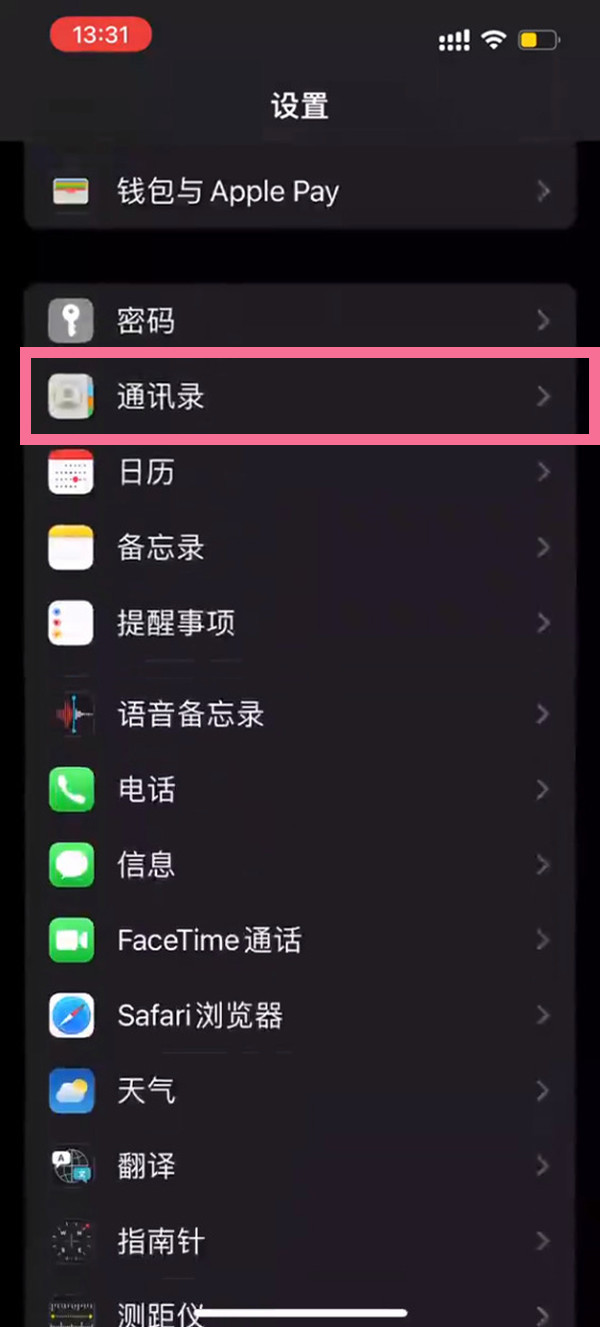 13:31
设置
钱包与 Apple Pay
密码
通讯录
日历
备忘录
提醒事项
语音备忘录
电话
信息
FaceTime通话
Safari浏览器
天气
翻译
指南针
测距仪